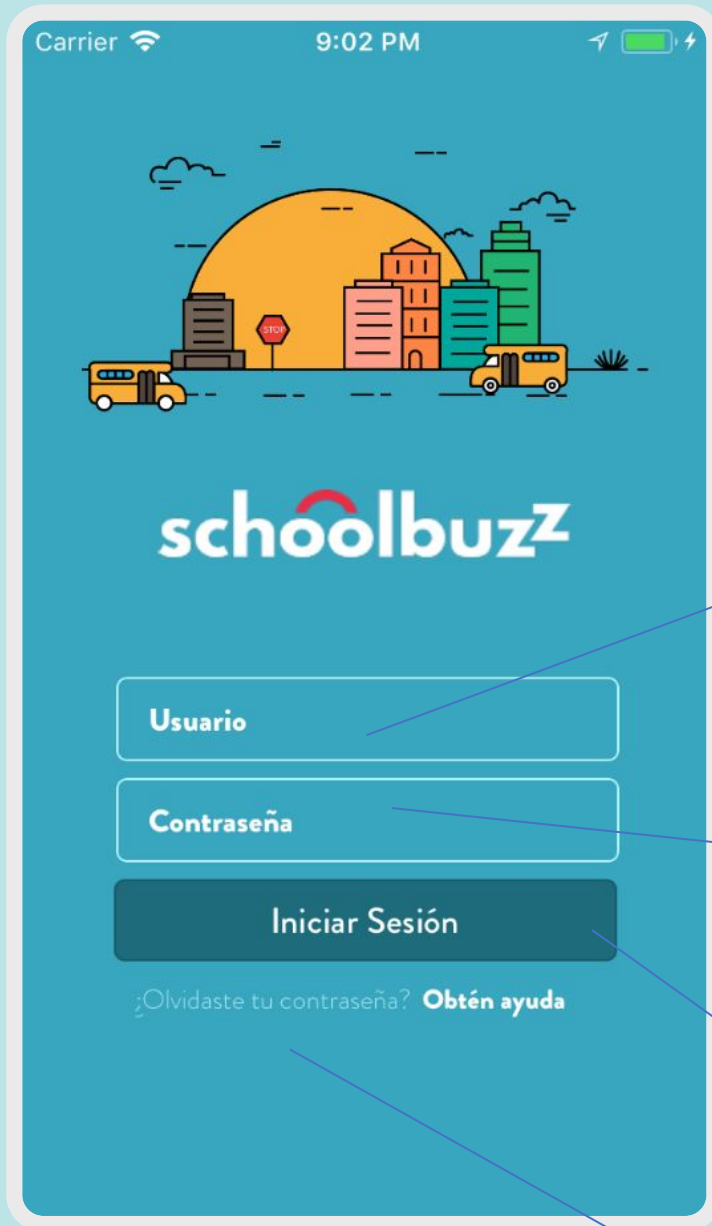 Carrier 9:02 PM
STOP
schoolbuzz
Usuario
Contraseña
Iniciar Sesión
¿Olvidaste tu contraseña? Obtén ayuda